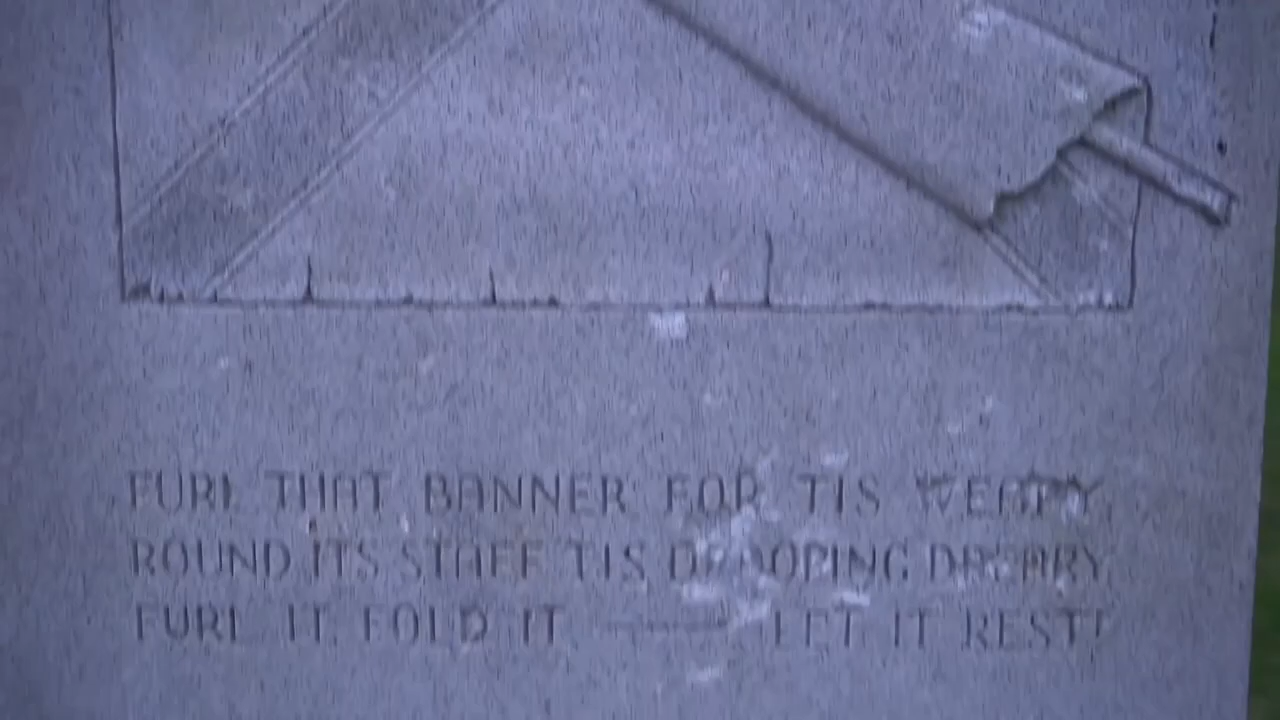 FURL THAT BANNER FOR TIS WEARY,
ROUND ITS STAFF TIS DROOPING DREARY
FURL IT, FOLD IT —— LET IT REST!